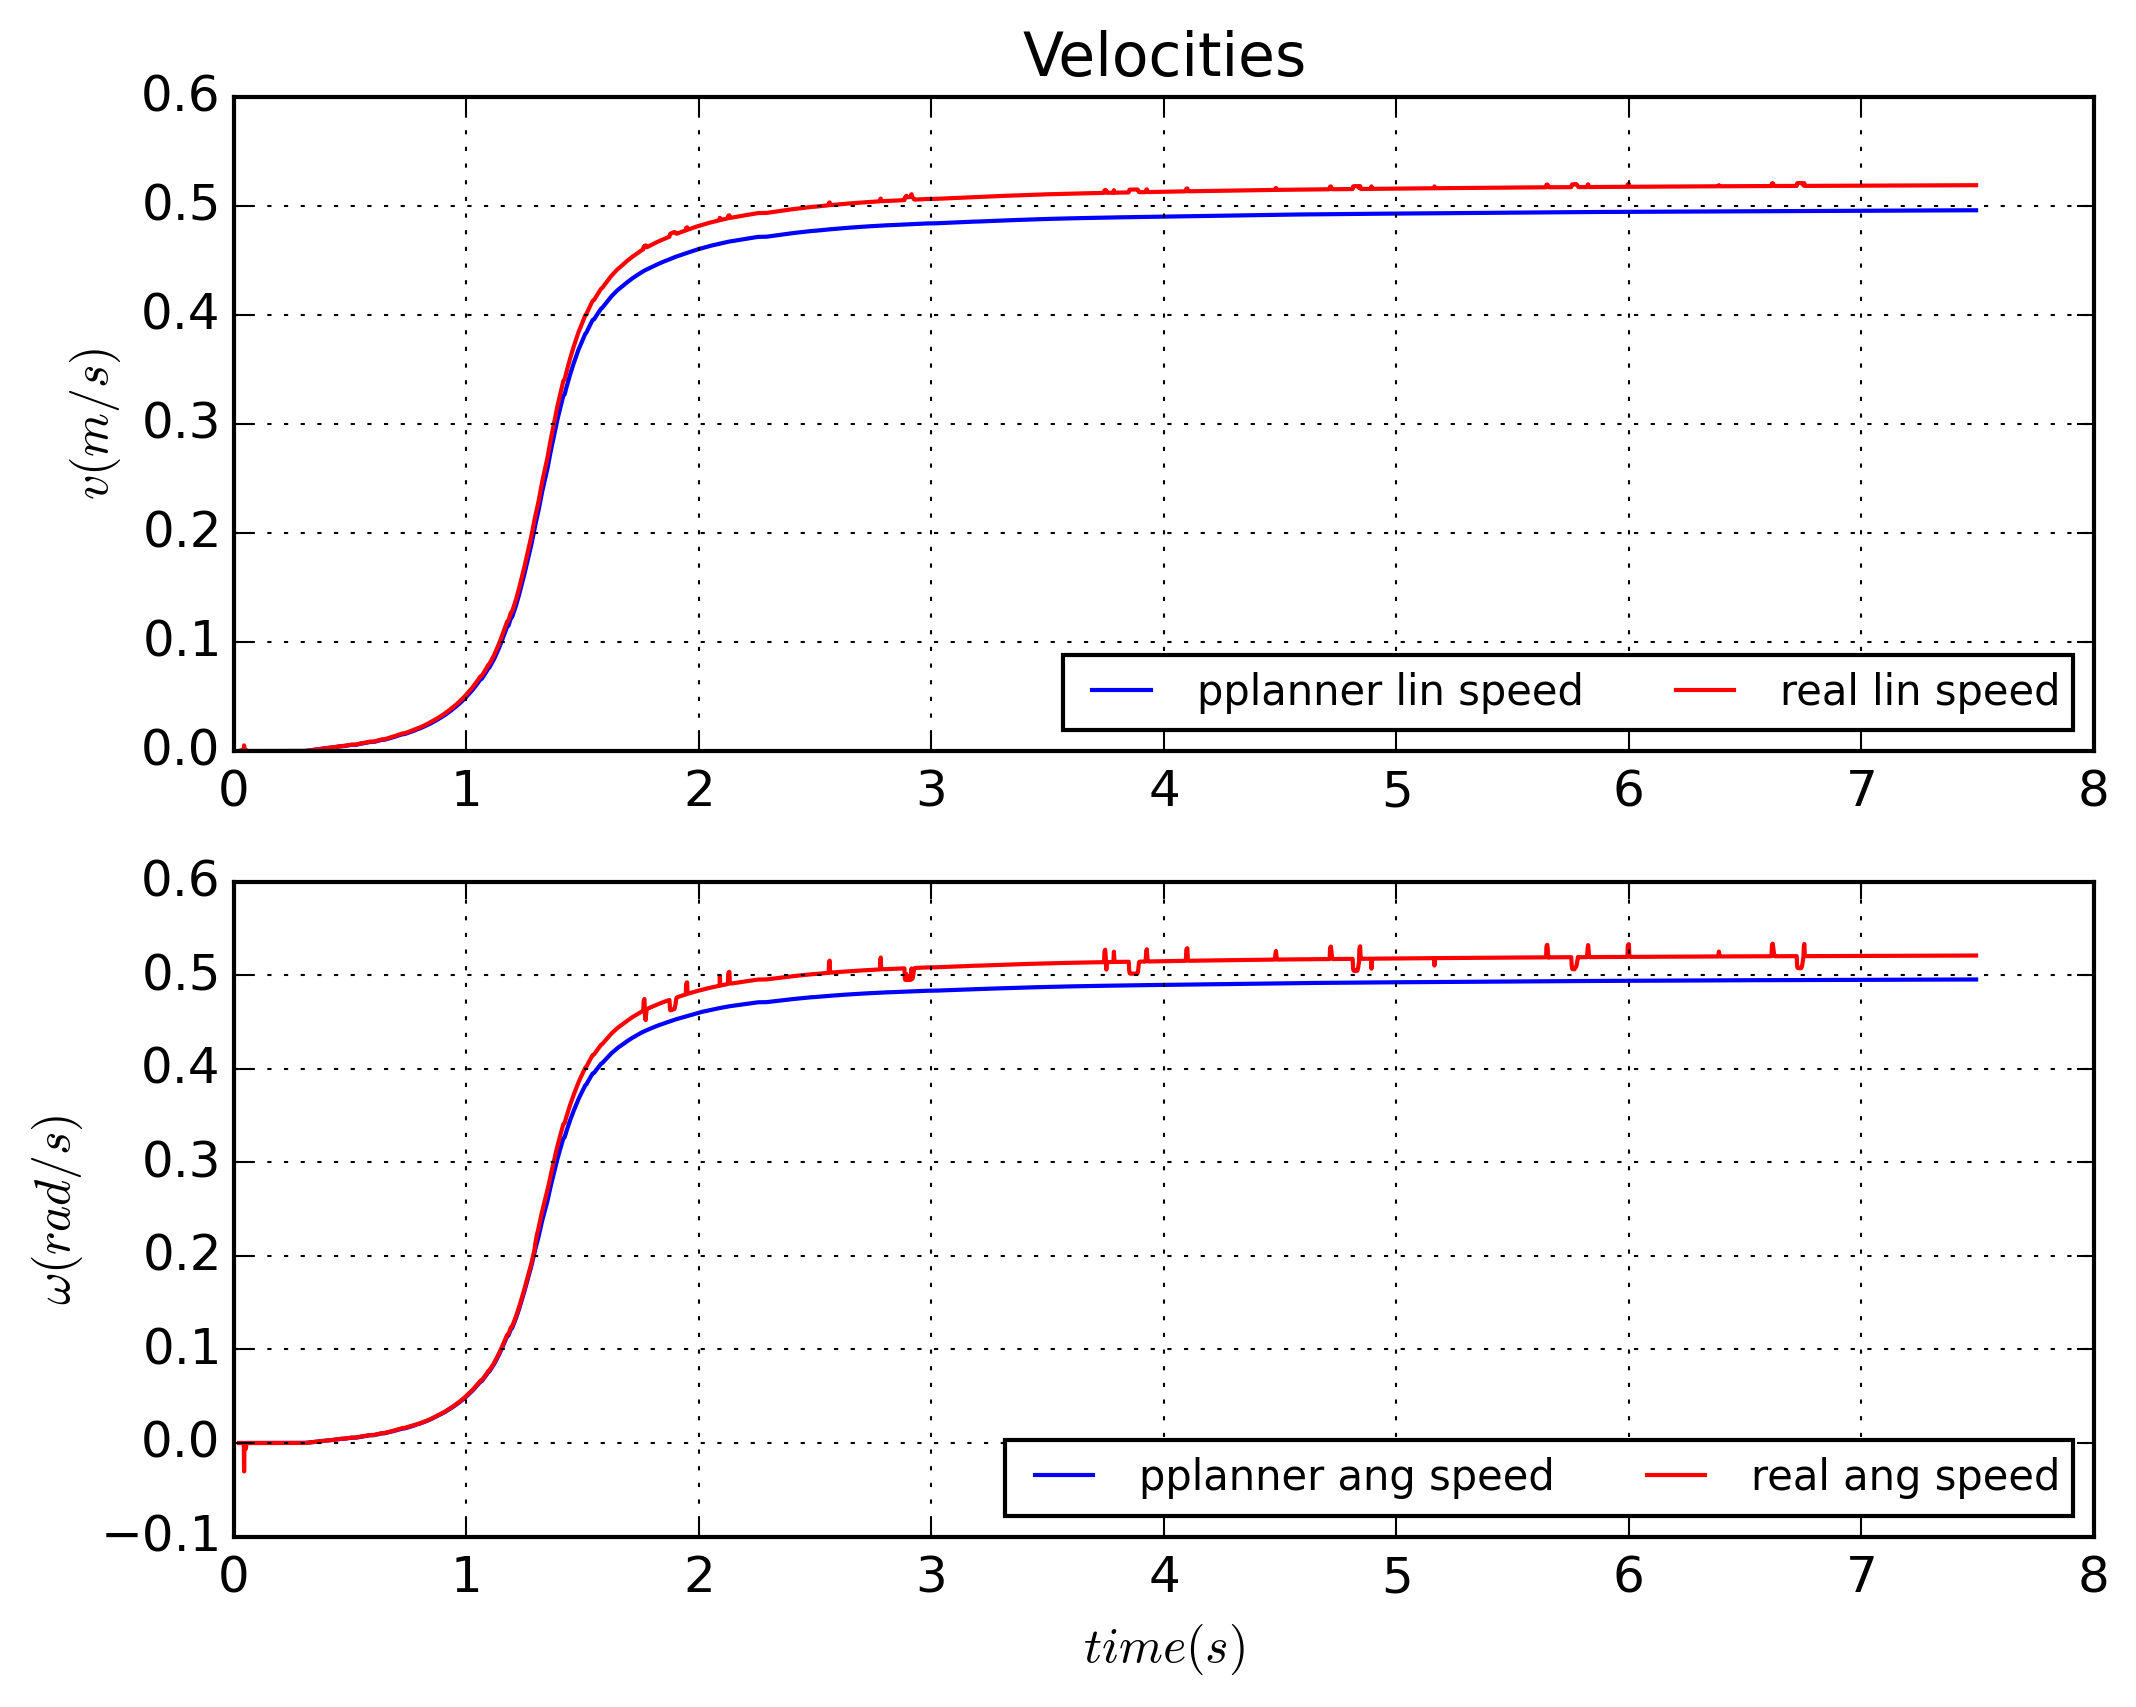 Velocities
0.6
0.5
0.4
0.3
0.2
0.1
0.0
v(m/s)
pplanner lin speed real lin speed
0 1 2 3 4 5 6 7 8
0.6
0.5
0.4
0.3
0.2
0.1
0.0
−0.1
ω(rad/s)
pplanner ang speed real ang speed
0 1 2 3 4 5 6 7 8
time(s)